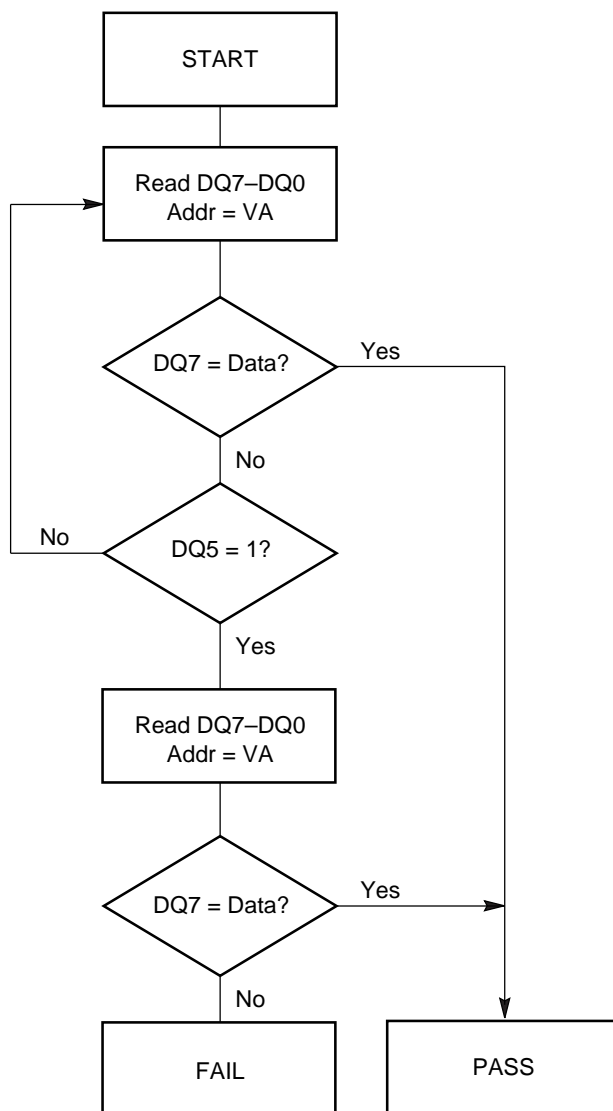 START
Read DQ7–DQ0
Addr = VA
DQ7 = Data?
Yes
No
No
DQ5 = 1?
Yes
Read DQ7–DQ0
Addr = VA
DQ7 = Data?
Yes
No
FAIL
PASS